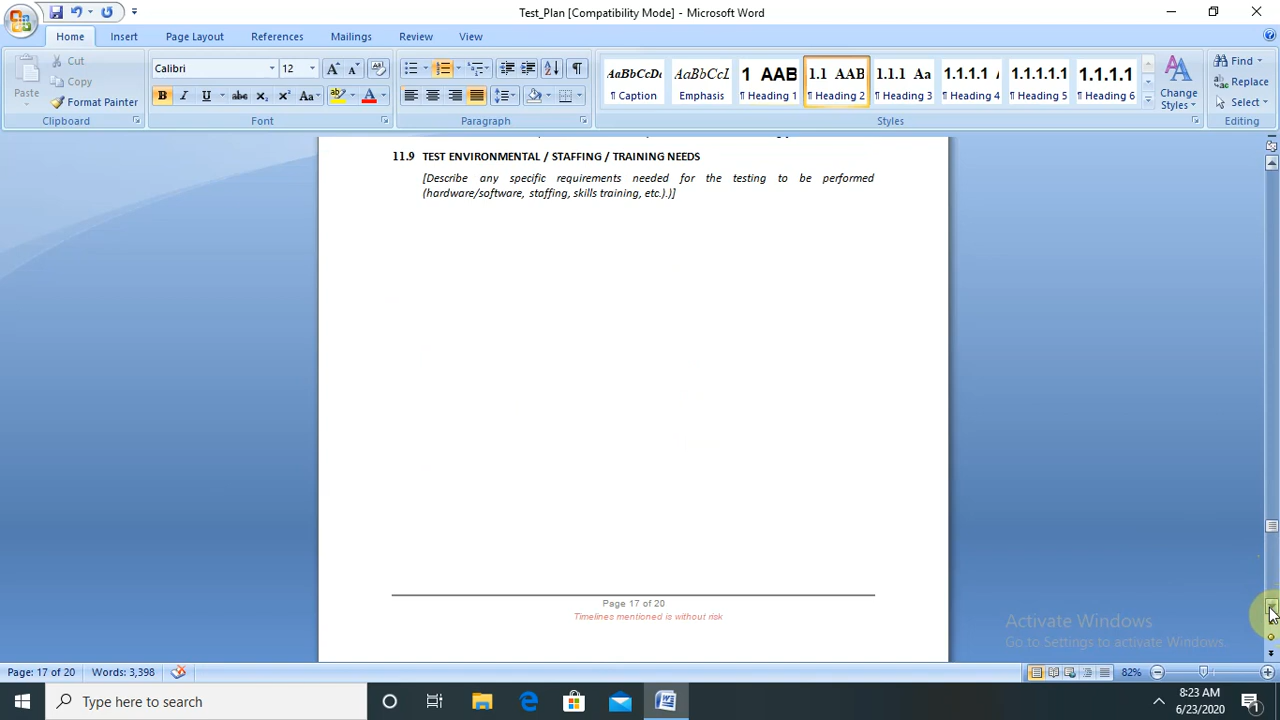 Test_Plan [Compatibility Mode] - Microsoft Word
Home Insert Page Layout References Mailings Review View
Paste
Cut
Copy
Format Painter
Clipboard
Calibri 12
Font
Paragraph
AaBbCcDı AaBbCcL 1 AAB 1.1 AAB 1.1.1 Aa 1.1.1.1 1.1.1.1.1 1.1.1.1
¶ Caption Emphasis ¶ Heading 1 ¶ Heading 2 ¶ Heading 3 ¶ Heading 4 ¶ Heading 5 ¶ Heading 6
Change Styles
Styles
Find
Replace
Select
Editing
11.9 TEST ENVIRONMENTAL / STAFFING / TRAINING NEEDS
[Describe any specific requirements needed for the testing to be performed
(hardware/software, staffing, skills training, etc.).)]
Page 17 of 20
Timelines mentioned is without risk
Activate Windows
Go to Settings to activate Windows.
Page: 17 of 20 Words: 3,398 82%
Type here to search
8:23 AM
6/23/2020